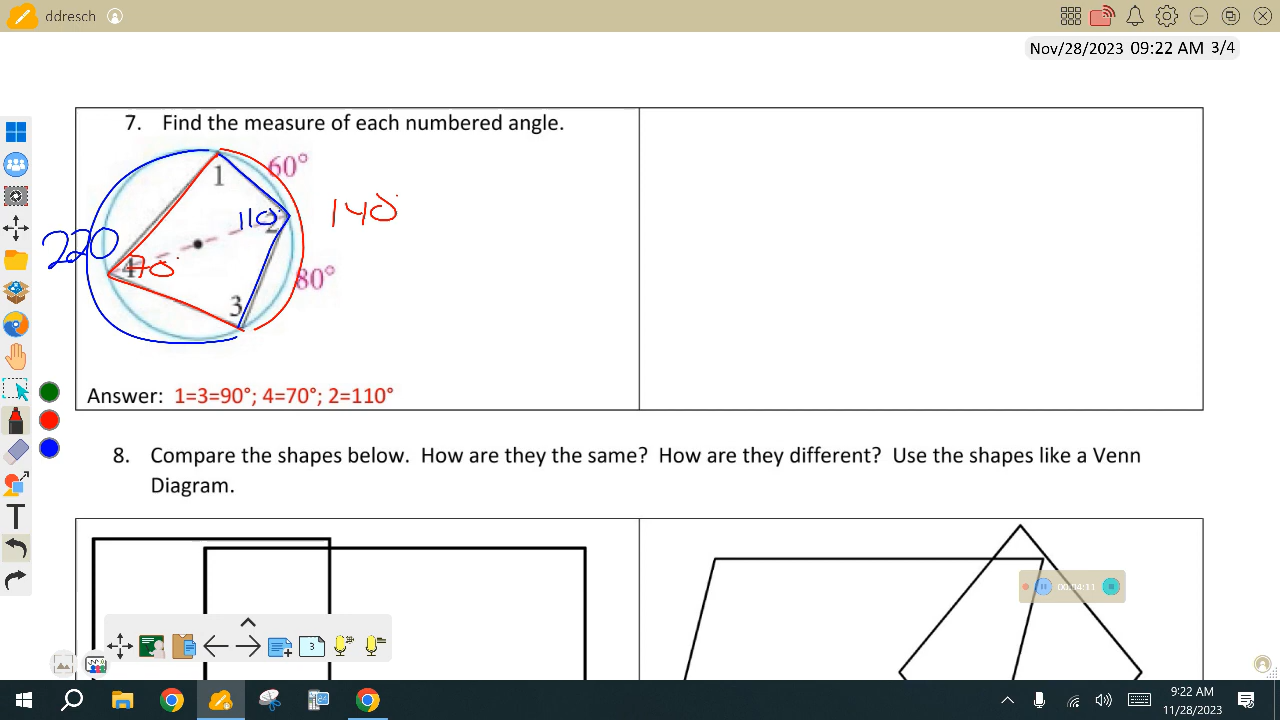 ddresch
Nov/28/2023 09:22 AM 3/4
7. Find the measure of each numbered angle.
60°
1
140°
110°
2
220
4
70°
80°
3
Answer: 1=3=90°; 4=70°; 2=110°
8. Compare the shapes below. How are they the same? How are they different? Use the shapes like a Venn
Diagram.
00:04:11
T
3
9:22 AM
11/28/2023